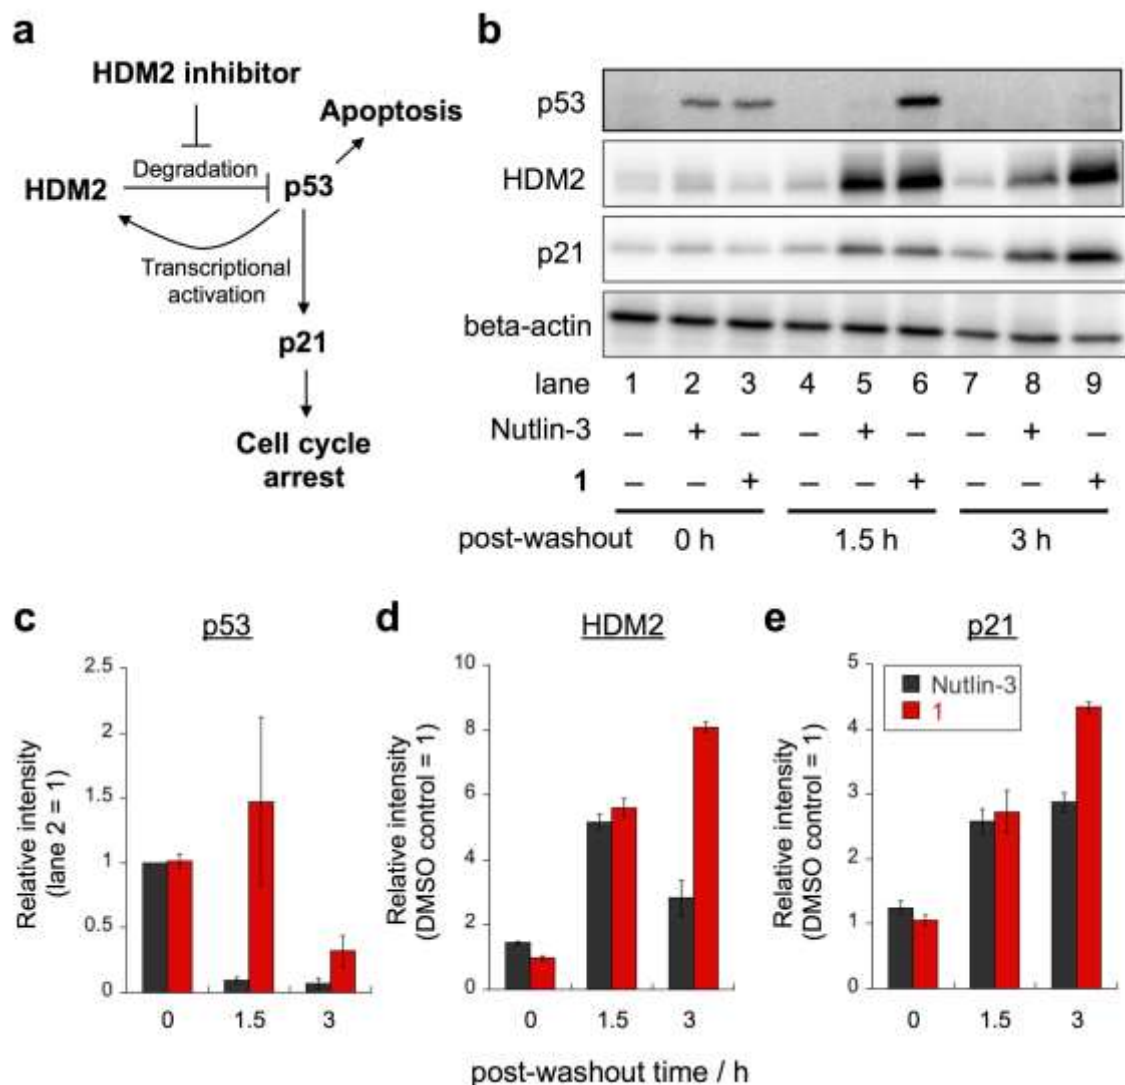 a
HDM2 inhibitor
Apoptosis
Degradation
HDM2
p53
Transcriptional
activation
p21
Cell cycle
arrest
b
p53
HDM2
p21
beta-actin
lane 1 2 3 4 5 6 7 8 9
Nutlin-3 – + – – + – – + –
1 – – + – – + – – +
post-washout 0 h 1.5 h 3 h
c
p53
Relative intensity
(lane 2 = 1)
2.5
2
1.5
1
0.5
0
0 1.5 3
d
HDM2
Relative intensity
(DMSO control = 1)
10
8
6
4
2
0
0 1.5 3
e
p21
Relative intensity
(DMSO control = 1)
5
4
3
2
1
0
Nutlin-3
1
0 1.5 3
post-washout time / h